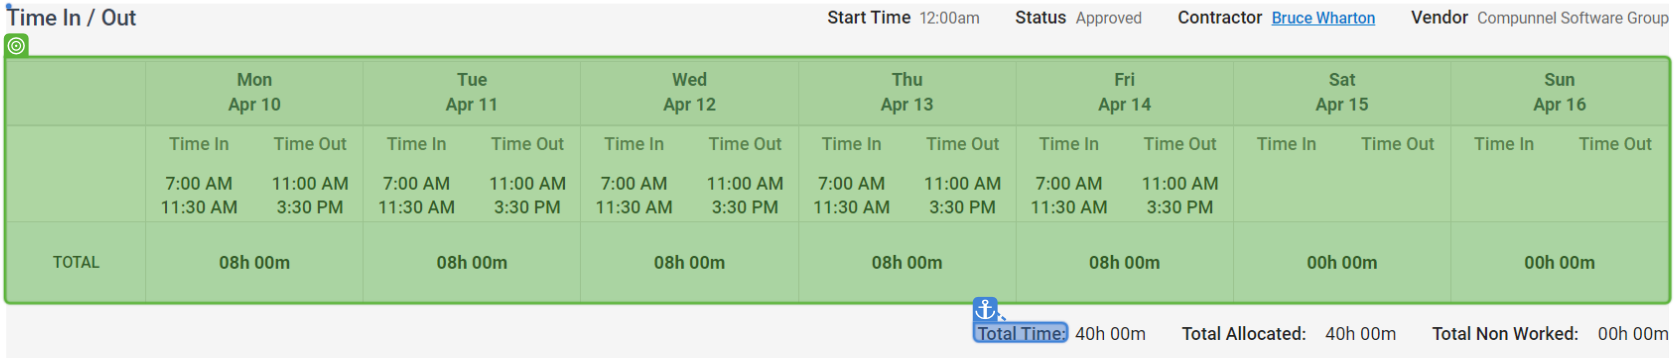 Time In / Out Start Time 12:00am Status Approved Contractor Bruce Wharton Vendor Compunnel Software Group
Mon Tue Wed Thu Fri Sat Sun
Apr 10 Apr 11 Apr 12 Apr 13 Apr 14 Apr 15 Apr 16
Time In Time Out Time In Time Out Time In Time Out Time In Time Out Time In Time Out Time In Time Out Time In Time Out
7:00 AM 11:00 AM 7:00 AM 11:00 AM 7:00 AM 11:00 AM 7:00 AM 11:00 AM 7:00 AM 11:00 AM
11:30 AM 3:30 PM 11:30 AM 3:30 PM 11:30 AM 3:30 PM 11:30 AM 3:30 PM 11:30 AM 3:30 PM
TOTAL 08h 00m 08h 00m 08h 00m 08h 00m 08h 00m 00h 00m 00h 00m
Total Time: 40h 00m Total Allocated: 40h 00m Total Non Worked: 00h 00m